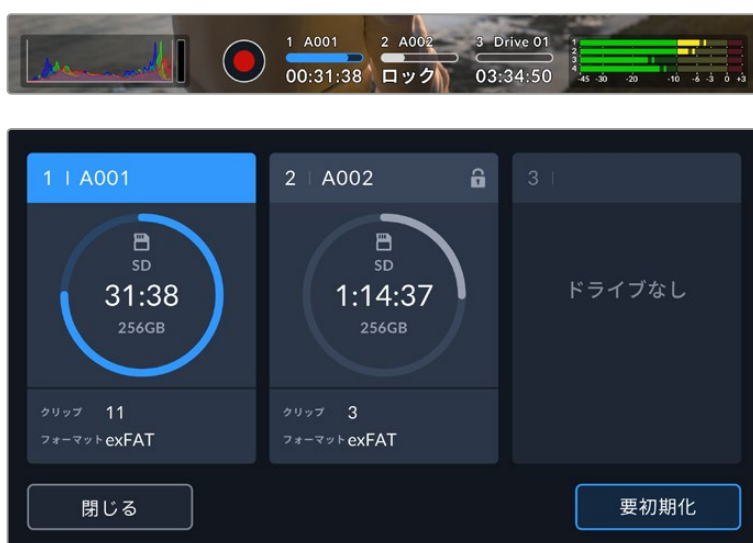 1 A001 2 A002 3 Drive 01
00:31:38 ロック 03:34:50
1
2
3
4
-45 -30 -20 -10 -6 -3 0 +3
1 | A001
SD
31:38
256GB
クリップ 11
フォーマット exFAT
2 | A002
SD
1:14:37
256GB
クリップ 3
フォーマット exFAT
3 |
ドライブなし
閉じる
要初期化